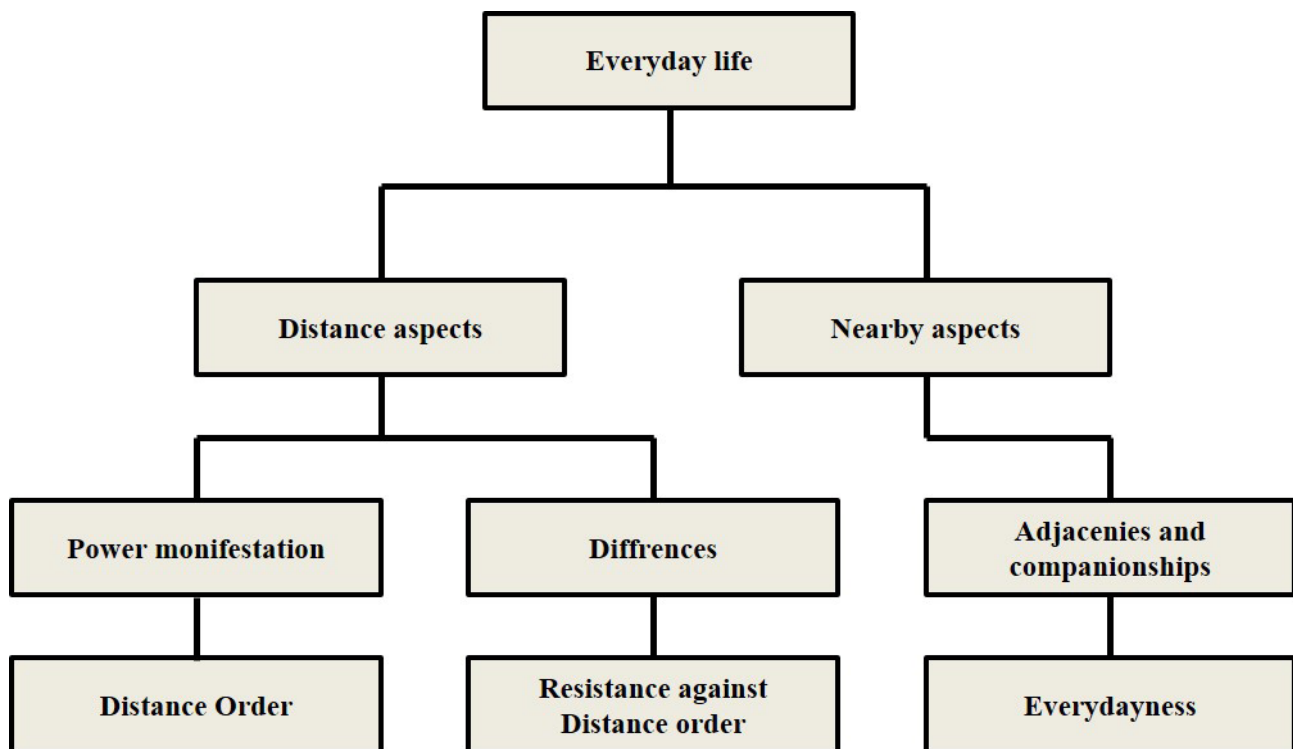 Everyday life
Distance aspects
Nearby aspects
Power monifestation
Diffrences
Adjacenies and
companionships
Distance Order
Resistance against
Distance order
Everydayness